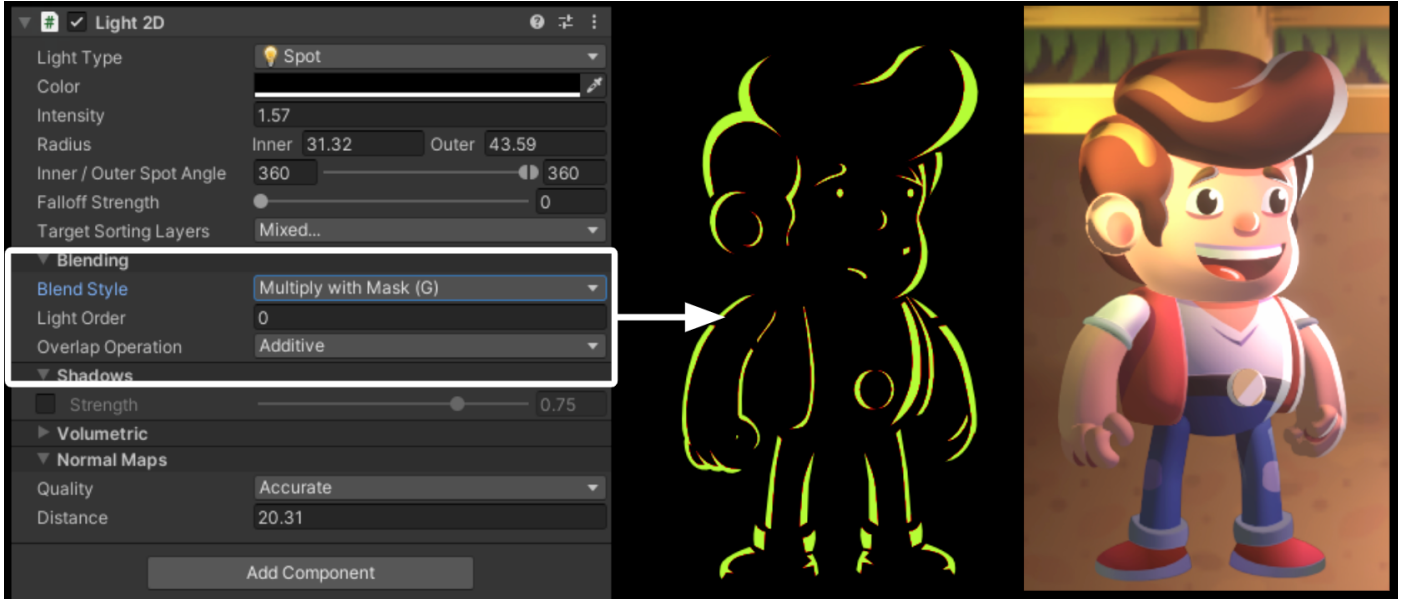 Light 2D
Light Type Spot
Color
Intensity 1.57
Radius Inner 31.32 Outer 43.59
Inner / Outer Spot Angle 360 360
Falloff Strength 0
Target Sorting Layers Mixed...
Blending
Blend Style Multiply with Mask (G)
Light Order 0
Overlap Operation Additive
Shadows
Strength 0.75
Volumetric
Normal Maps
Quality Accurate
Distance 20.31
Add Component